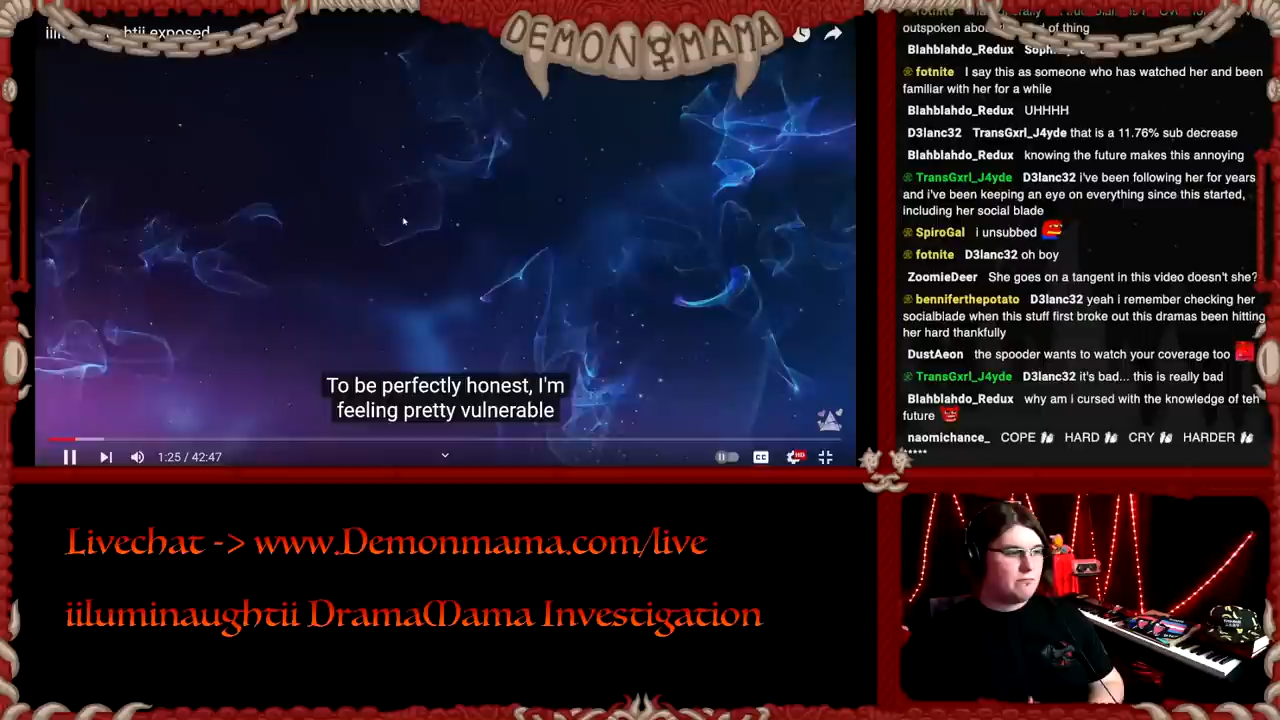 DEMON MAMA
exposed
outspoken
of thing
Blahblahdo_Redux
fotnite I say this as someone who has watched her and been
familiar with her for a while
Blahblahdo_Redux UHHHH
D3lanc32 TransGxrl_J4yde that is a 11.76% sub decrease
Blahblahdo_Redux knowing the future makes this annoying
TransGxrl_J4yde D3lanc32 i've been following her for years
and i've been keeping an eye on everything since this started,
including her social blade
SpiroGal i unsubbed
fotnite D3lanc32 oh boy
ZoomieDeer She goes on a tangent in this video doesn't she?
benniferthepotato D3lanc32 yeah i remember checking her
socialblade when this stuff first broke out this dramas been hitting
her hard thankfully
DustAeon the spooder wants to watch your coverage too
TransGxrl_J4yde D3lanc32 it's bad... this is really bad
Blahblahdo_Redux why am i cursed with the knowledge of teh
future
naomichance_ COPE HARD CRY HARDER
*****
To be perfectly honest, I'm
feeling pretty vulnerable
1:25 / 42:47
CC
HD
Livechat -> www.Demonmama.com/live
iiluminaughtii DramaMama Investigation